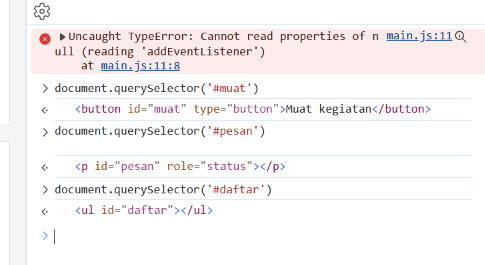 Uncaught TypeError: Cannot read properties of n main.js:11
ull (reading 'addEventListener')
at main.js:11:8
document.querySelector('#muat')
<button id="muat" type="button">Muat kegiatan</button>
document.querySelector('#pesan')
<p id="pesan" role="status"></p>
document.querySelector('#daftar')
<ul id="daftar"></ul>